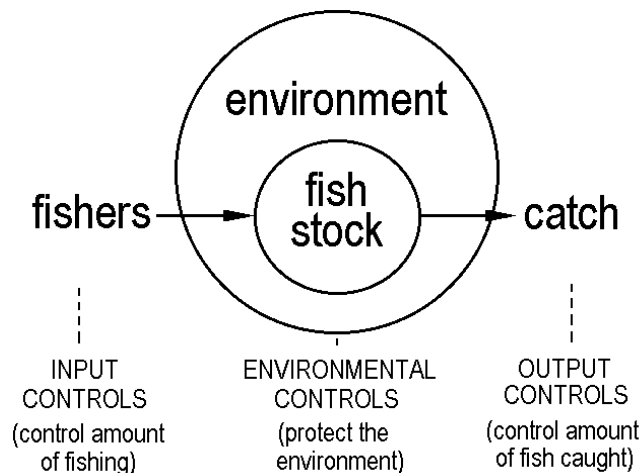 environment
fish
stock
fishers
catch
INPUT
CONTROLS
(control amount
of fishing)
ENVIRONMENTAL
CONTROLS
(protect the
environment)
OUTPUT
CONTROLS
(control amount
of fish caught)